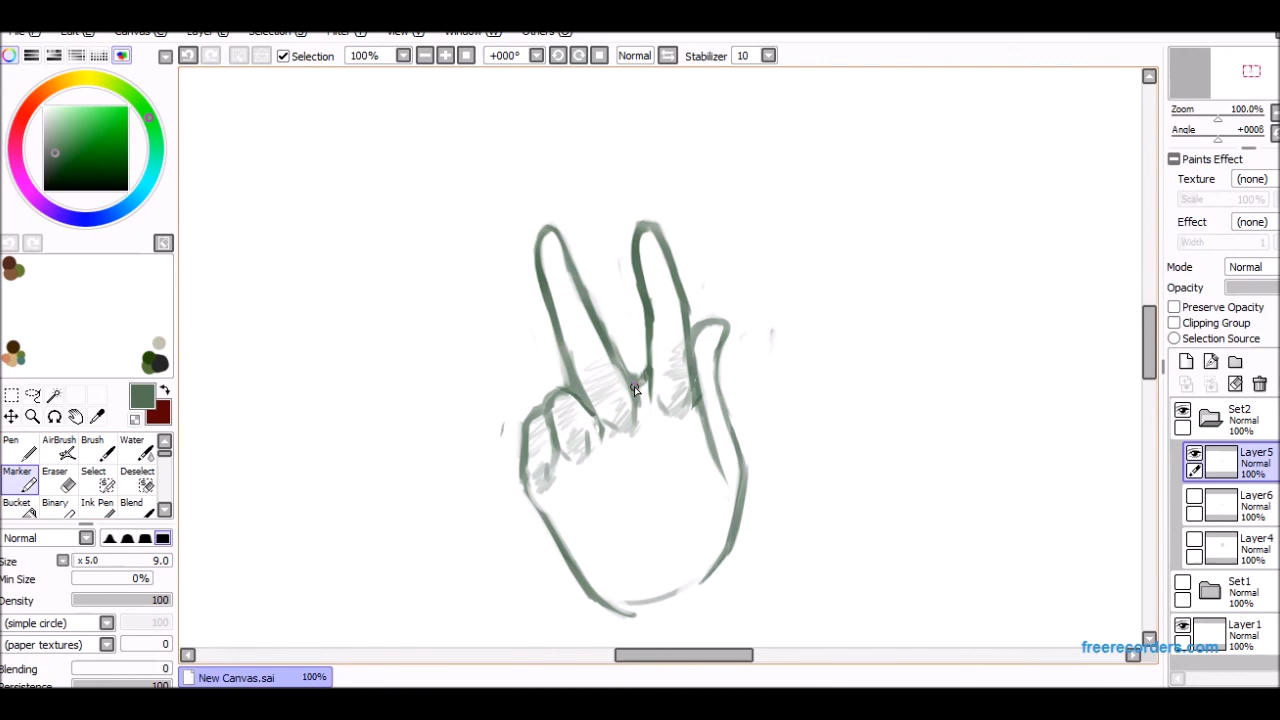 File (F) Edit (E) Canvas (C) Layer (L) Selection (S) Filter (T) View (V) Window (W) Others (O)
Selection 100% +000° Normal Stabilizer 10
Zoom 100.0%
Angle +000ß
Paints Effect
Texture (none)
Scale 100%
Effect (none)
Width 1
Mode Normal
Opacity
Preserve Opacity
Clipping Group
Selection Source
Pen AirBrush Brush Water
Marker Eraser Select Deselect
Bucket Binary Ink Pen Blend
Normal
Size x 5.0 9.0
Min Size 0%
Density 100
(simple circle) 100
(paper textures) 0
Blending 0
Persistence 100
Set2
Normal
100%
Layer5
Normal
100%
Layer6
Normal
100%
Layer4
Normal
100%
Set1
Normal
100%
Layer1
Normal
100%
freerecorders.com
New Canvas.sai 100%